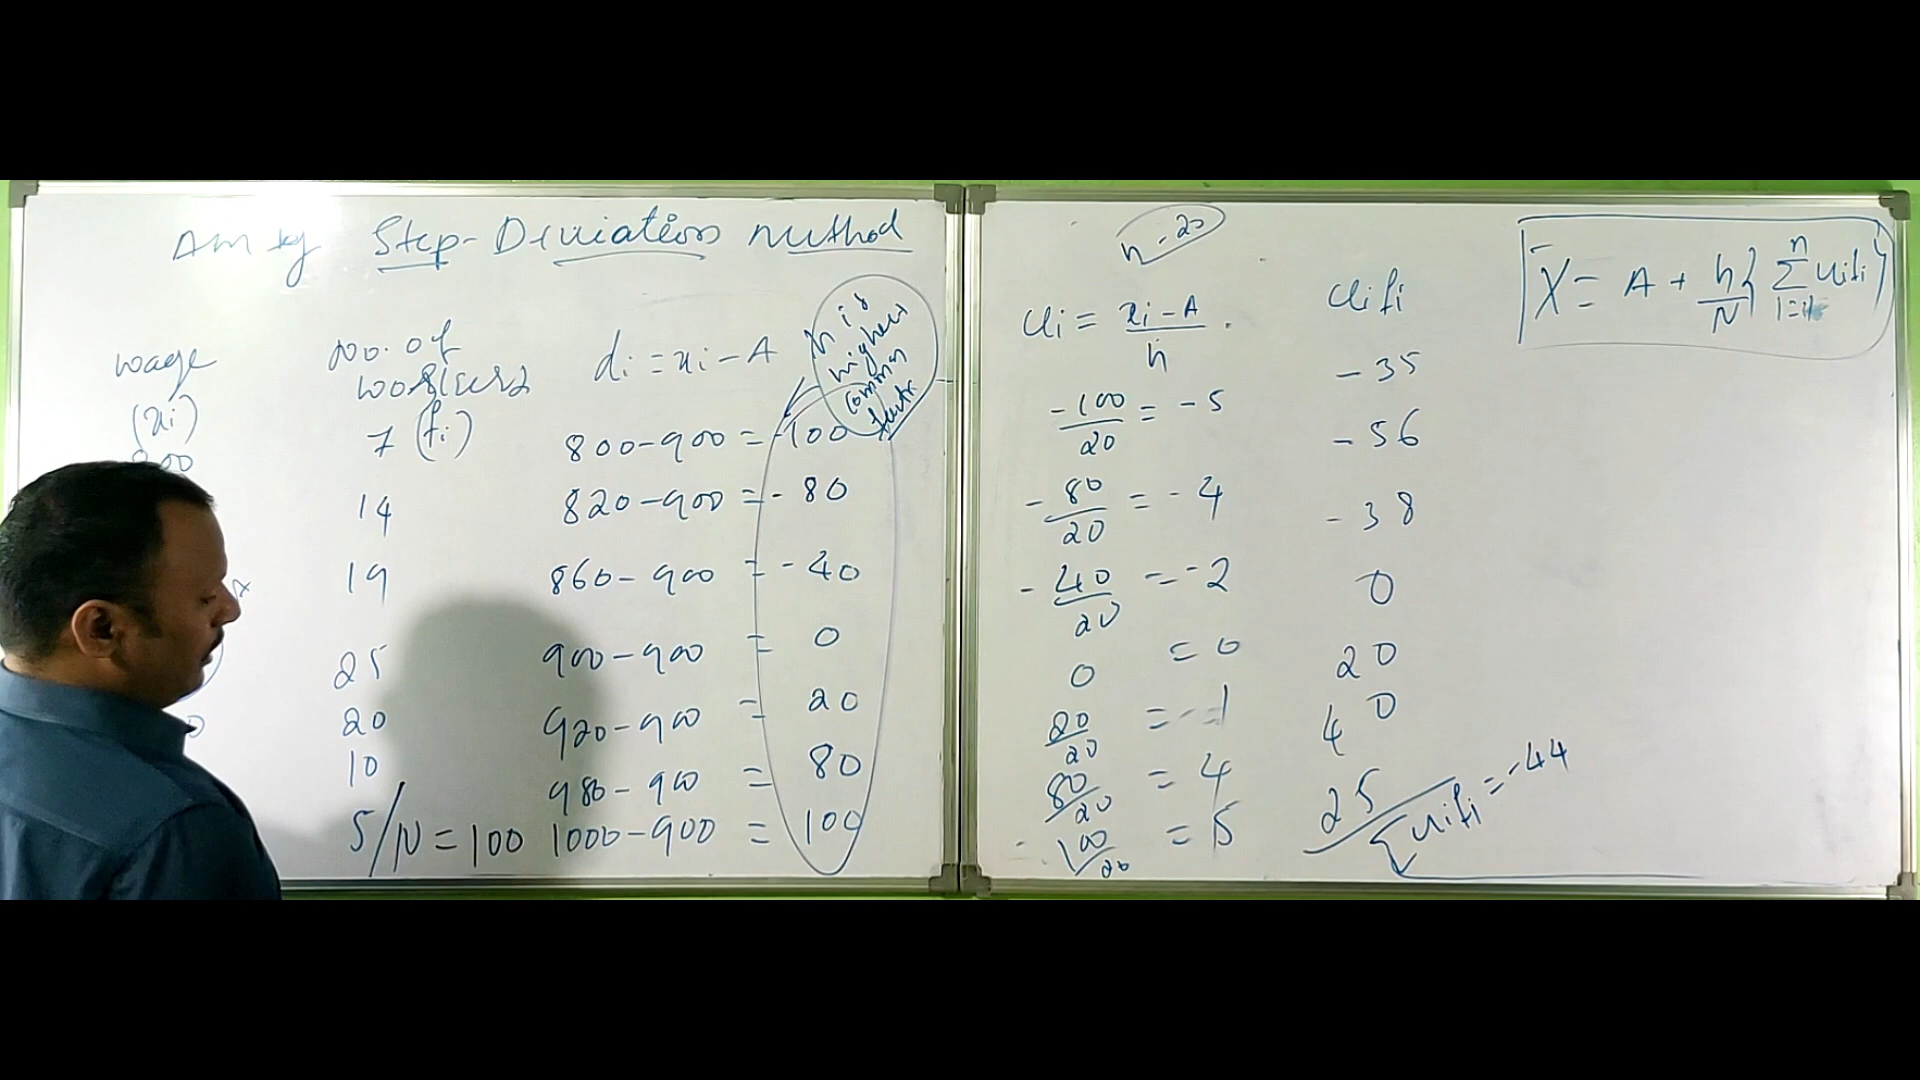 AM by Step-Deviation method
wage
(xi)
No. of
workers
(fi)
di = xi - A
h is
highest
common
factr.
7
800-900 = -100
14
820-900 = - 80
19
860-900 = - 40
25
900-900 = 0
20
920-900 = 20
10
980-900 = 80
5/N = 100
1000-900 = 100
h - 20
ui = xi - A / h
uifi
X̄ = A + h/N { n Σ i=1 uifi }
-100/20 = -5
-35
-80/20 = -4
-56
-40/20 = -2
-38
0 = 0
0
20/20 = 1
20
80/20 = 4
40
100/20 = 5
25
Σuifi = -44